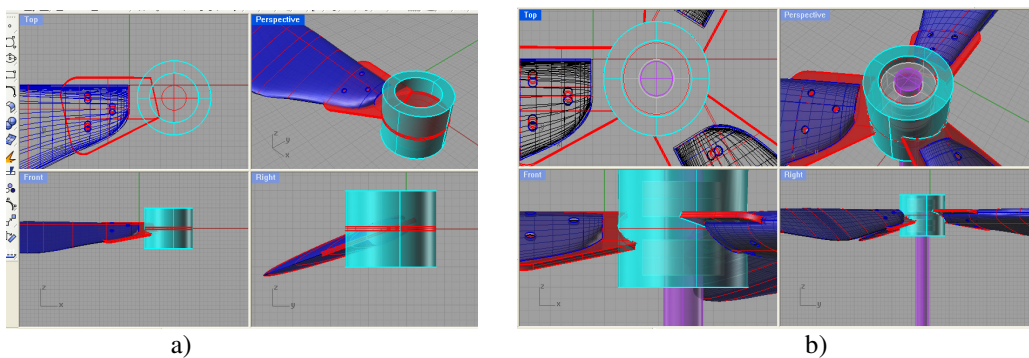 Top
Perspective
z
y
x
Front
Right
z
x
z
y
a)
Top
Perspective
Front
Right
z
x
z
y
b)